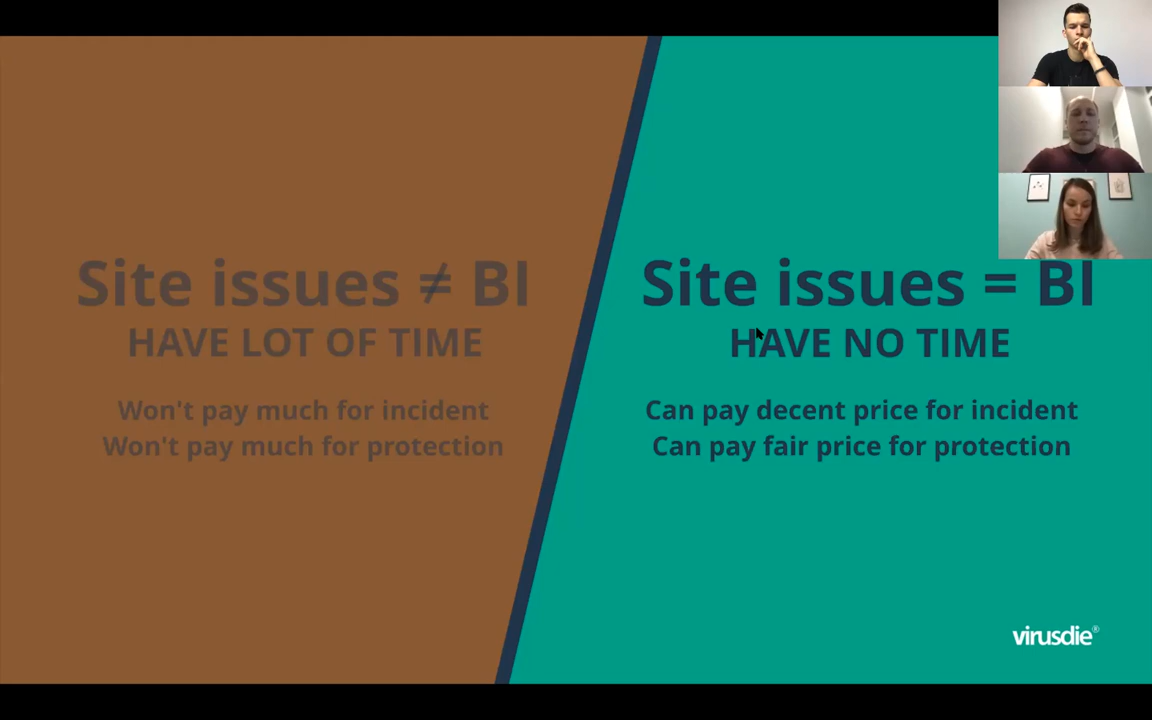 Site issues ≠ BI
HAVE LOT OF TIME
Won't pay much for incident
Won't pay much for protection
Site issues = BI
HAVE NO TIME
Can pay decent price for incident
Can pay fair price for protection
virusdie®